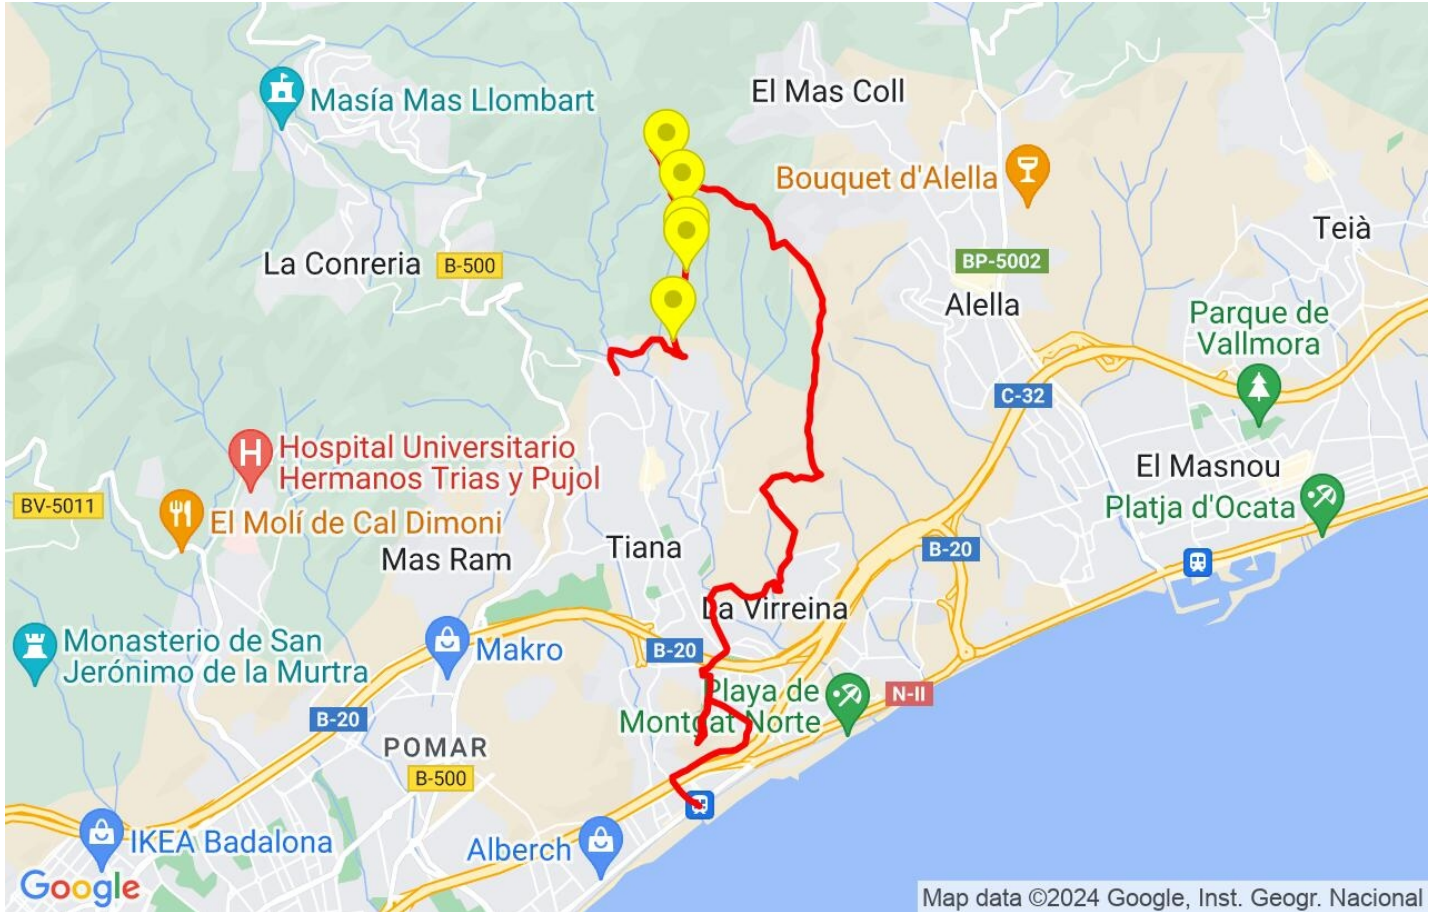 El Mas Coll
Masía Mas Llombart
Bouquet d'Alella
Teià
La Conreria
B-500
BP-5002
Alella
Parque de
Vallmora
C-32
Hospital Universitario
Hermanos Trias y Pujol
El Masnou
BV-5011
Platja d'Ocata
El Molí de Cal Dimoni
Mas Ram
Tiana
B-20
La Virreina
Monasterio de San
Jerónimo de la Murtra
Makro
B-20
Playa de
Montgat Norte
N-II
B-20
POMAR
B-500
IKEA Badalona
Alberch
Google
Map data ©2024 Google, Inst. Geogr. Nacional